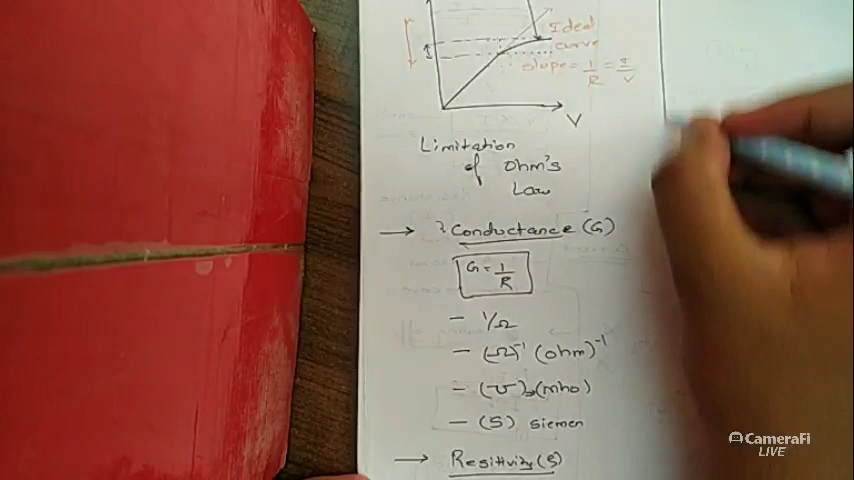 Ideal
curve
slope = 1/R = I/V
V
Limitation
of Ohm's
Law
→ ? Conductance (G)
G = 1/R
- 1/Ω
- (Ω)⁻¹ (ohm)⁻¹
- (℧), (mho)
- (S) siemen
→ Resitivity (ρ)
CameraFi
LIVE